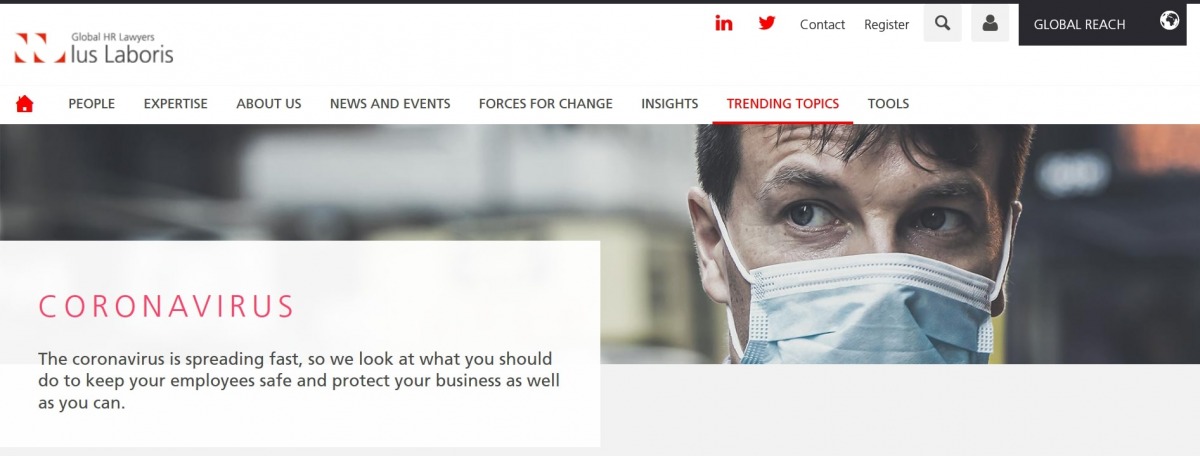 Contact
Register
GLOBAL REACH
Global HR Lawyers
Ius Laboris
PEOPLE
EXPERTISE
ABOUT US
NEWS AND EVENTS
FORCES FOR CHANGE
INSIGHTS
TRENDING TOPICS
TOOLS
CORONAVIRUS
The coronavirus is spreading fast, so we look at what you should
do to keep your employees safe and protect your business as well
as you can.